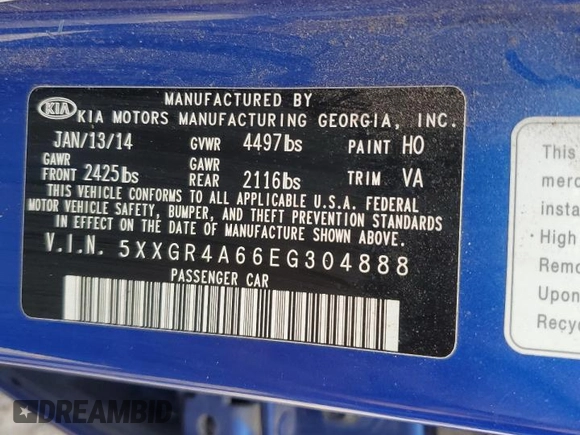 KIA
MANUFACTURED BY
KIA MOTORS MANUFACTURING GEORGIA, INC.
JAN/13/14 GVWR 4497lbs PAINT HO
GAWR FRONT 2425lbs GAWR REAR 2116lbs TRIM VA
THIS VEHICLE CONFORMS TO ALL APPLICABLE U.S.A. FEDERAL
MOTOR VEHICLE SAFETY, BUMPER, AND THEFT PREVENTION STANDARDS
IN EFFECT ON THE DATE OF MANUFACTURE SHOWN ABOVE.
V.I.N. 5XXGR4A66EG304888
PASSENGER CAR
This
merc
insta
• High
Remo
Upon
Recy
DREAMBID